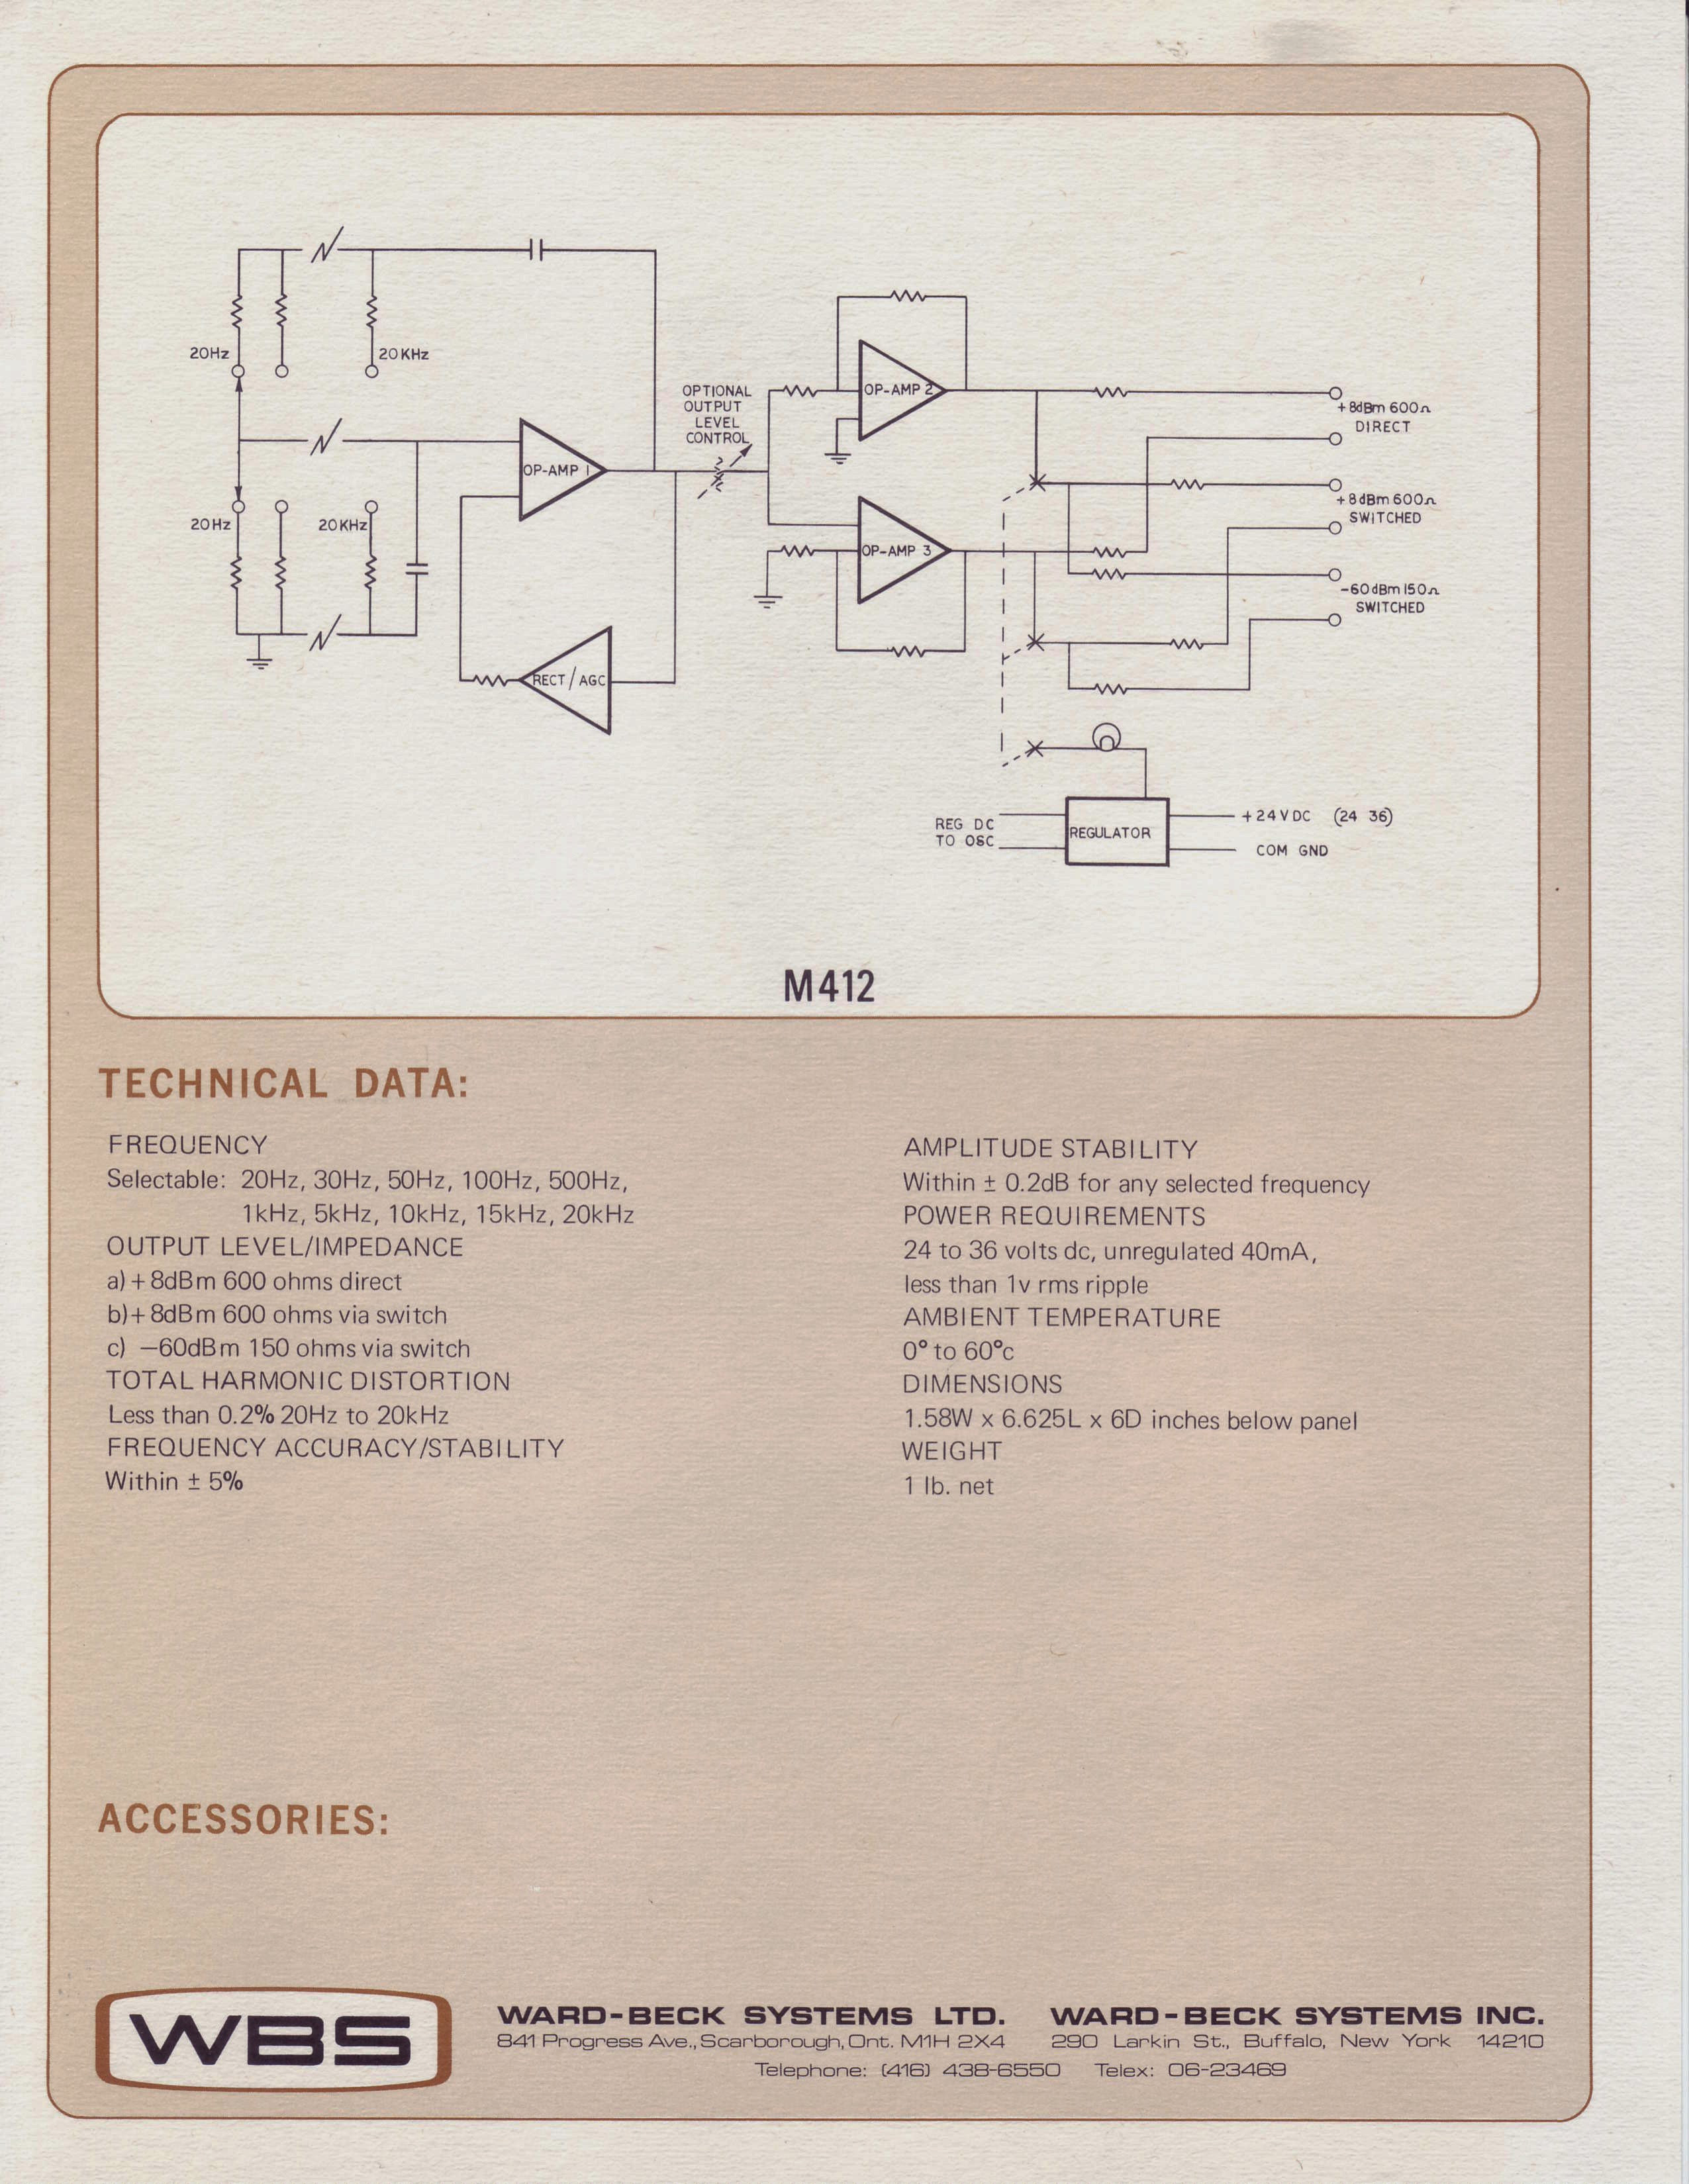 20Hz
20KHz
OPTIONAL
OUTPUT
LEVEL
CONTROL
OP-AMP 2
+8dBm 600Ω
DIRECT
OP-AMP 1
+8dBm 600Ω
SWITCHED
20Hz
20KHz
OP-AMP 3
-60dBm 150Ω
SWITCHED
RECT/AGC
REG DC
TO OSC
REGULATOR
+24VDC (24 36)
COM GND
M412
TECHNICAL DATA:
FREQUENCY
Selectable: 20Hz, 30Hz, 50Hz, 100Hz, 500Hz,
1kHz, 5kHz, 10kHz, 15kHz, 20kHz
OUTPUT LEVEL/IMPEDANCE
a) +8dBm 600 ohms direct
b)+8dBm 600 ohms via switch
c) −60dBm 150 ohms via switch
TOTAL HARMONIC DISTORTION
Less than 0.2% 20Hz to 20kHz
FREQUENCY ACCURACY/STABILITY
Within ± 5%
AMPLITUDE STABILITY
Within ± 0.2dB for any selected frequency
POWER REQUIREMENTS
24 to 36 volts dc, unregulated 40mA,
less than 1v rms ripple
AMBIENT TEMPERATURE
0° to 60°c
DIMENSIONS
1.58W x 6.625L x 6D inches below panel
WEIGHT
1 lb. net
ACCESSORIES:
WBS
WARD-BECK SYSTEMS LTD.
841 Progress Ave., Scarborough, Ont. M1H 2X4
WARD-BECK SYSTEMS INC.
290 Larkin St., Buffalo, New York 14210
Telephone: (416) 438-6550 Telex: 06-23469